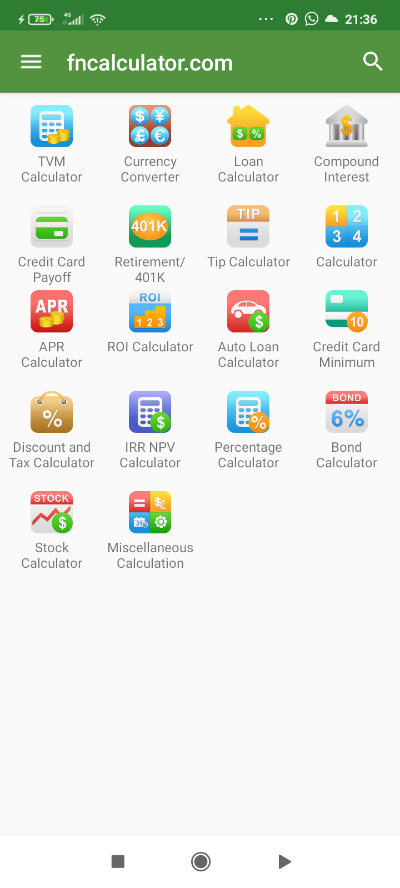 75 4G 21:36
fncalculator.com
$ ¥ £ €
$ %
$
TVM
Calculator
Currency
Converter
Loan
Calculator
Compound
Interest
401K
TIP
1 2
3 4
Credit Card
Payoff
Retirement/
401K
Tip Calculator
Calculator
APR
ROI
1 2 3
$
10
APR
Calculator
ROI Calculator
Auto Loan
Calculator
Credit Card
Minimum
%
$
%
BOND
6%
Discount and
Tax Calculator
IRR NPV
Calculator
Percentage
Calculator
Bond
Calculator
STOCK
$
Stock
Calculator
Miscellaneous
Calculation